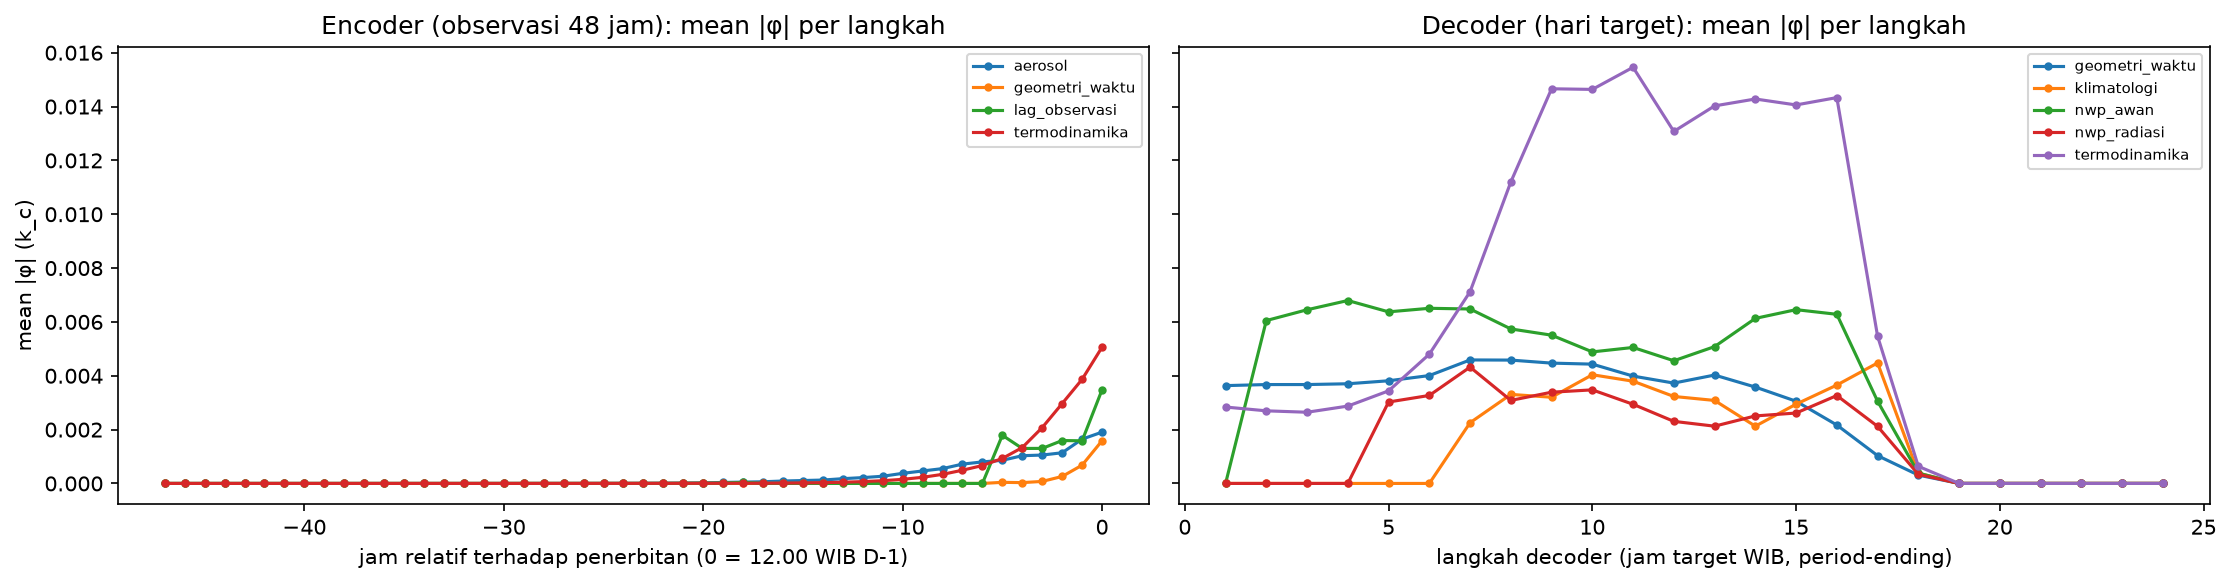 Encoder (observasi 48 jam): mean |φ| per langkah
aerosol
geometri_waktu
lag_observasi
termodinamika
mean |φ| (k_c)
0.016
0.014
0.012
0.010
0.008
0.006
0.004
0.002
0.000
−40
−30
−20
−10
0
jam relatif terhadap penerbitan (0 = 12.00 WIB D-1)
Decoder (hari target): mean |φ| per langkah
geometri_waktu
klimatologi
nwp_awan
nwp_radiasi
termodinamika
0
5
10
15
20
25
langkah decoder (jam target WIB, period-ending)